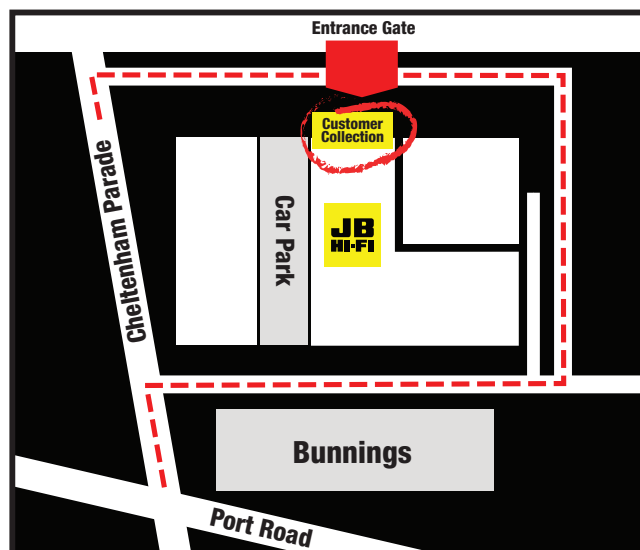 Entrance Gate
Customer
Collection
Car Park
JB
HI-FI
Cheltenham Parade
Bunnings
Port Road